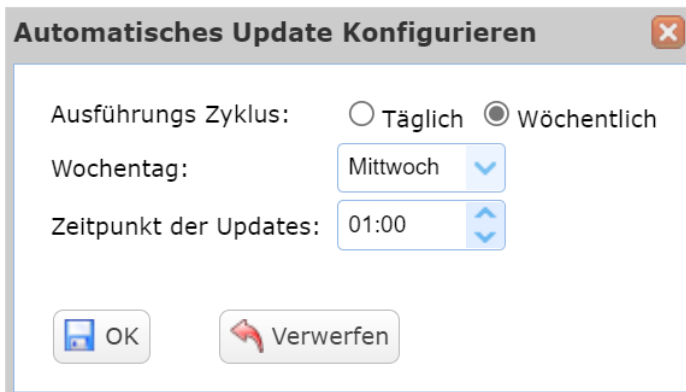 Automatisches Update Konfigurieren
Ausführungs Zyklus: Täglich Wöchentlich
Wochentag: Mittwoch
Zeitpunkt der Updates: 01:00
OK Verwerfen